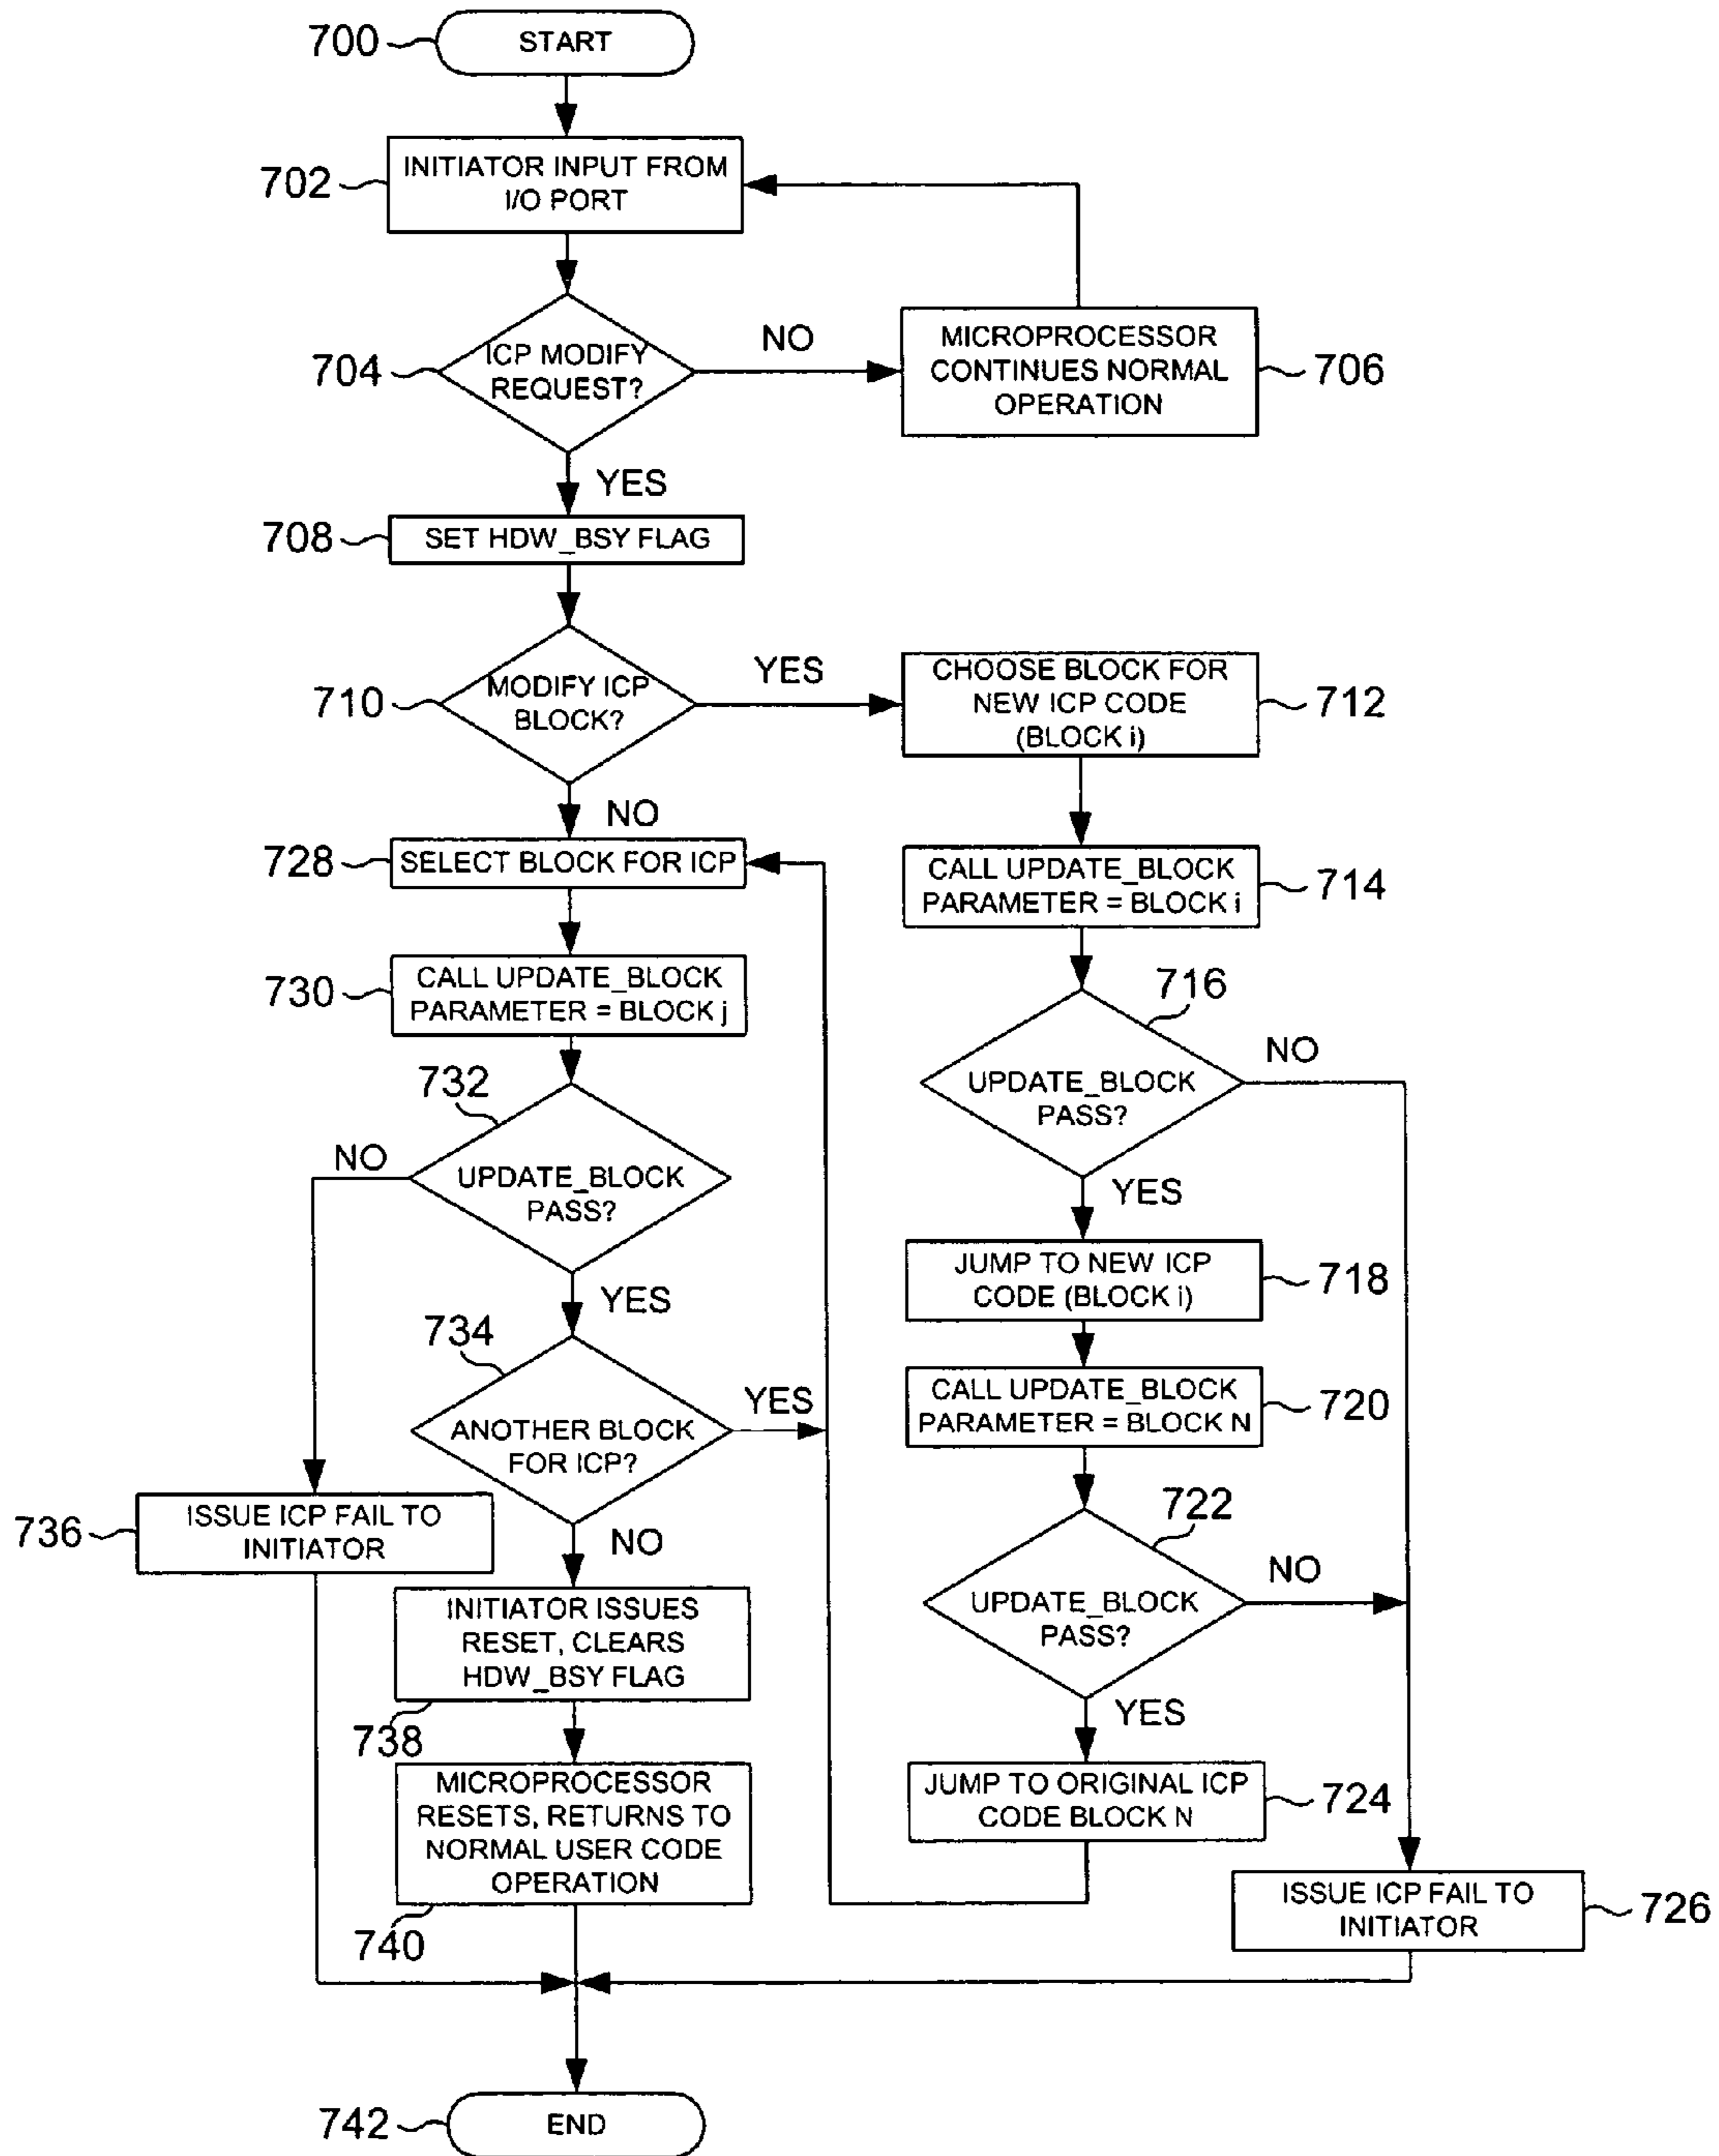 700
START
702
INITIATOR INPUT FROM
I/O PORT
704
ICP MODIFY
REQUEST?
NO
MICROPROCESSOR
CONTINUES NORMAL
OPERATION
706
YES
708
SET HDW_BSY FLAG
710
MODIFY ICP
BLOCK?
YES
CHOOSE BLOCK FOR
NEW ICP CODE
(BLOCK i)
712
NO
728
SELECT BLOCK FOR ICP
CALL UPDATE_BLOCK
PARAMETER = BLOCK i
714
730
CALL UPDATE_BLOCK
PARAMETER = BLOCK j
716
UPDATE_BLOCK
PASS?
NO
YES
732
UPDATE_BLOCK
PASS?
NO
YES
JUMP TO NEW ICP
CODE (BLOCK i)
718
734
ANOTHER BLOCK
FOR ICP?
YES
CALL UPDATE_BLOCK
PARAMETER = BLOCK N
720
736
ISSUE ICP FAIL TO
INITIATOR
NO
722
UPDATE_BLOCK
PASS?
NO
YES
INITIATOR ISSUES
RESET, CLEARS
HDW_BSY FLAG
738
MICROPROCESSOR
RESETS, RETURNS TO
NORMAL USER CODE
OPERATION
740
JUMP TO ORIGINAL ICP
CODE BLOCK N
724
ISSUE ICP FAIL TO
INITIATOR
726
742
END